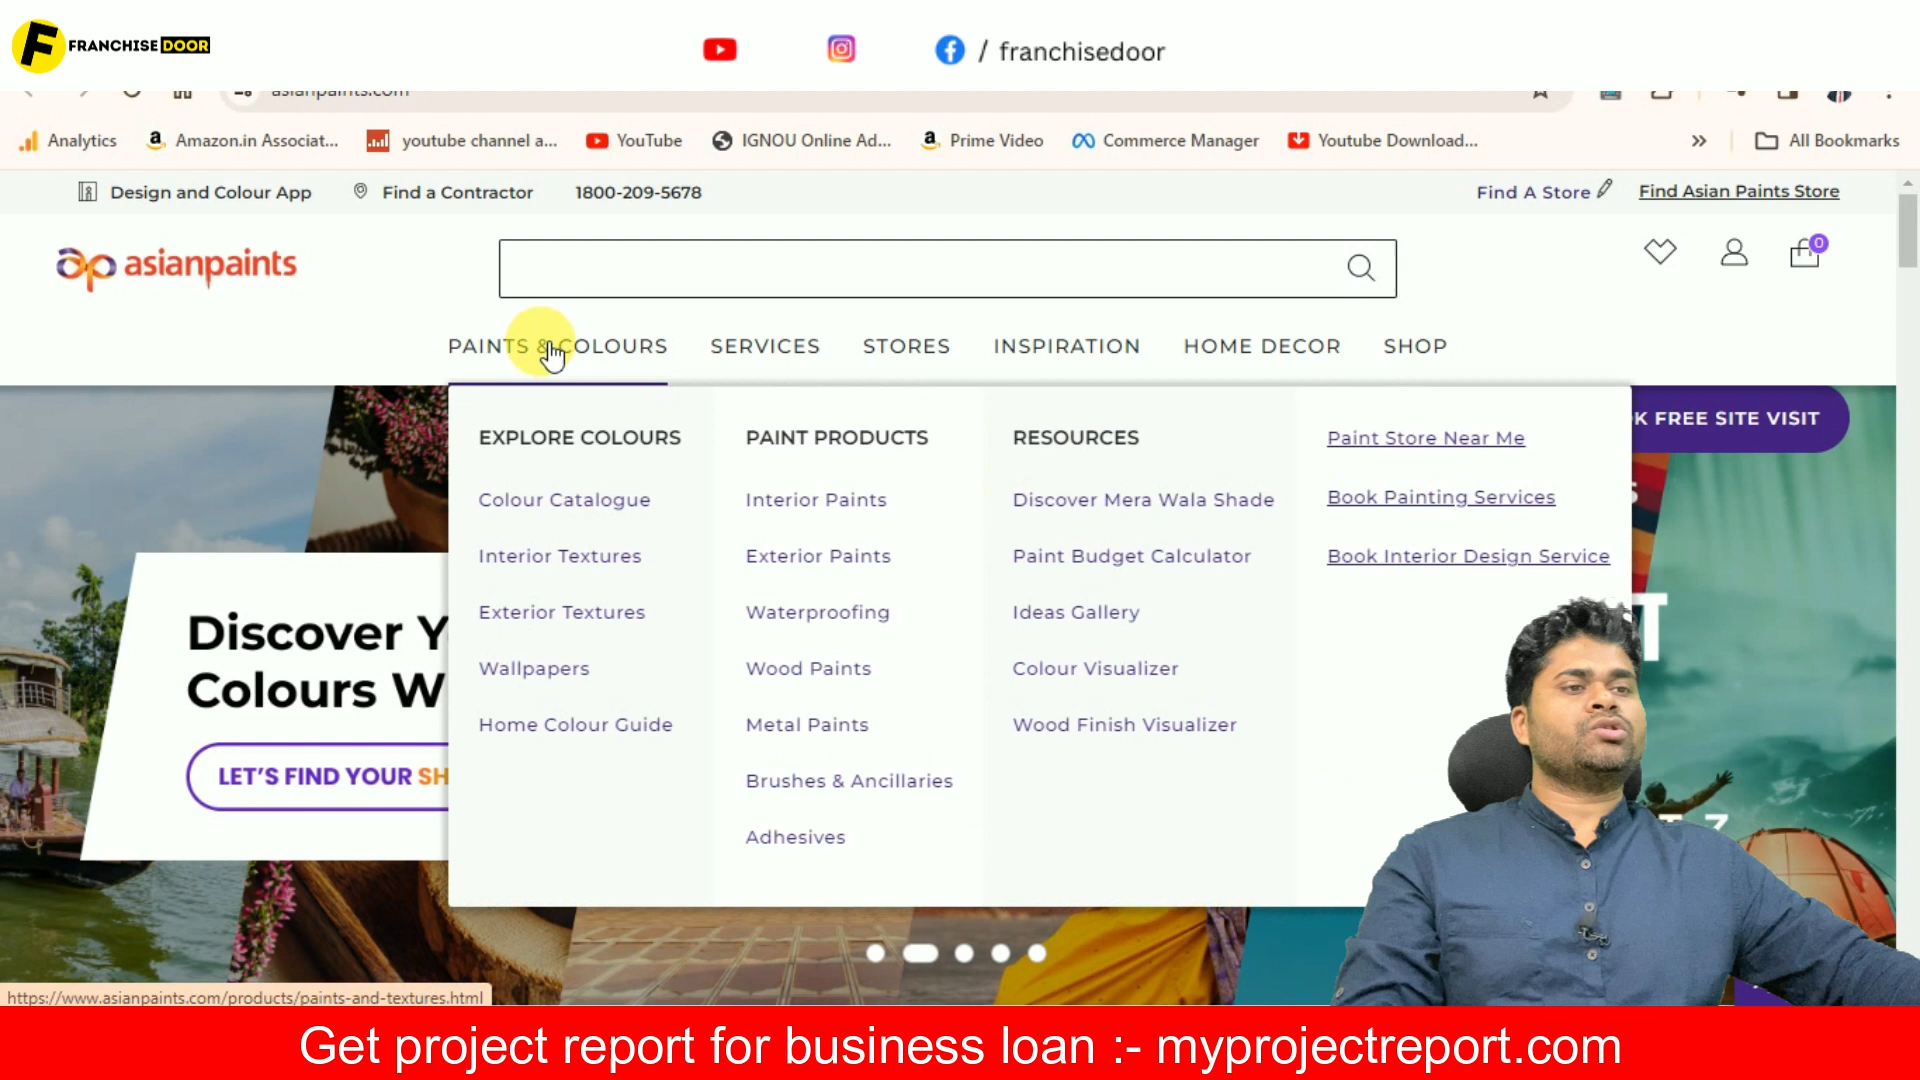 FRANCHISE DOOR
/ franchisedoor
asianpaints.com
Analytics
Amazon.in Associat...
youtube channel a...
YouTube
IGNOU Online Ad...
Prime Video
Commerce Manager
Youtube Download...
All Bookmarks
Design and Colour App
Find a Contractor
1800-209-5678
Find A Store
Find Asian Paints Store
ap asianpaints
0
PAINTS & COLOURS
SERVICES
STORES
INSPIRATION
HOME DECOR
SHOP
EXPLORE COLOURS
Colour Catalogue
Interior Textures
Exterior Textures
Wallpapers
Home Colour Guide
PAINT PRODUCTS
Interior Paints
Exterior Paints
Waterproofing
Wood Paints
Metal Paints
Brushes & Ancillaries
Adhesives
RESOURCES
Discover Mera Wala Shade
Paint Budget Calculator
Ideas Gallery
Colour Visualizer
Wood Finish Visualizer
Paint Store Near Me
Book Painting Services
Book Interior Design Service
K FREE SITE VISIT
Discover Y
Colours W
LET'S FIND YOUR SH
https://www.asianpaints.com/products/paints-and-textures.html
Get project report for business loan :- myprojectreport.com